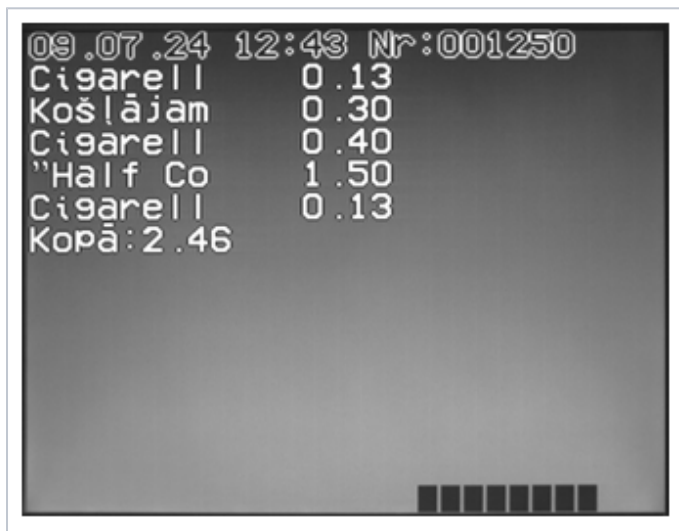 09.07.24 12:43 Nr:001250
Cigarell 0.13
Košļājam 0.30
Cigarell 0.40
"Half Co 1.50
Cigarell 0.13
Kopā:2.46